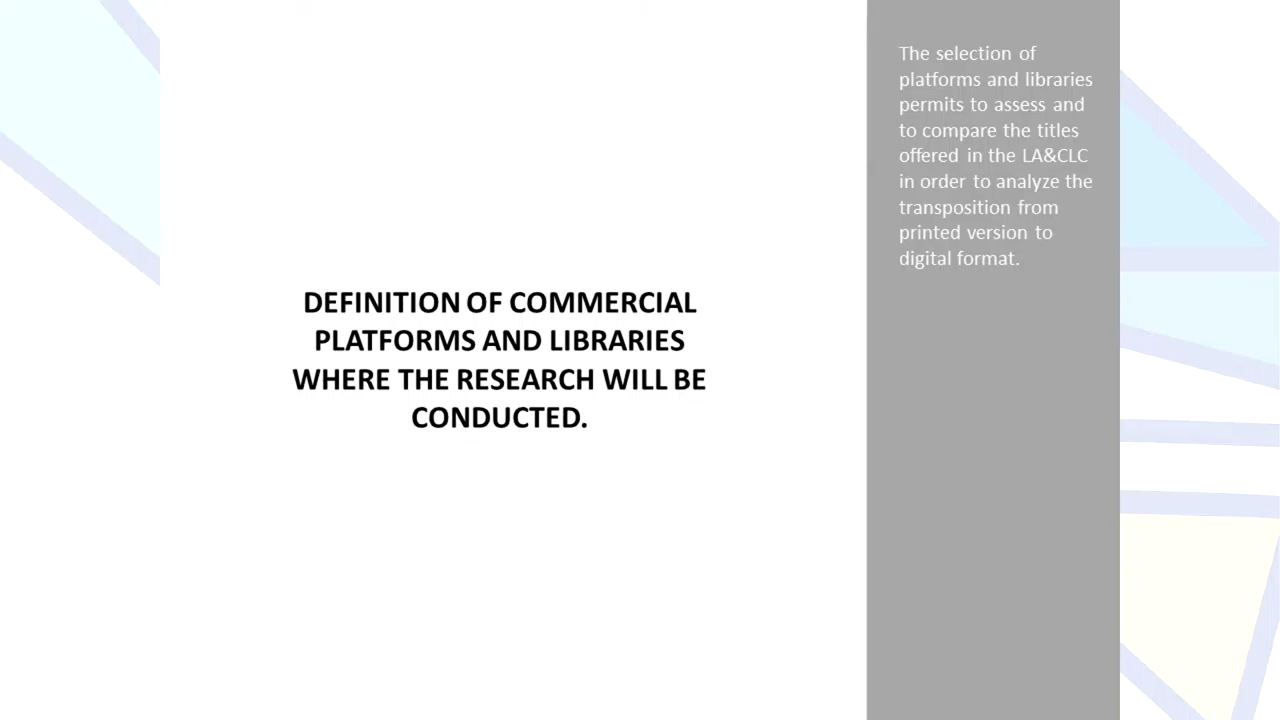 DEFINITION OF COMMERCIAL
PLATFORMS AND LIBRARIES
WHERE THE RESEARCH WILL BE
CONDUCTED.
The selection of
platforms and libraries
permits to assess and
to compare the titles
offered in the LA&CLC
in order to analyze the
transposition from
printed version to
digital format.